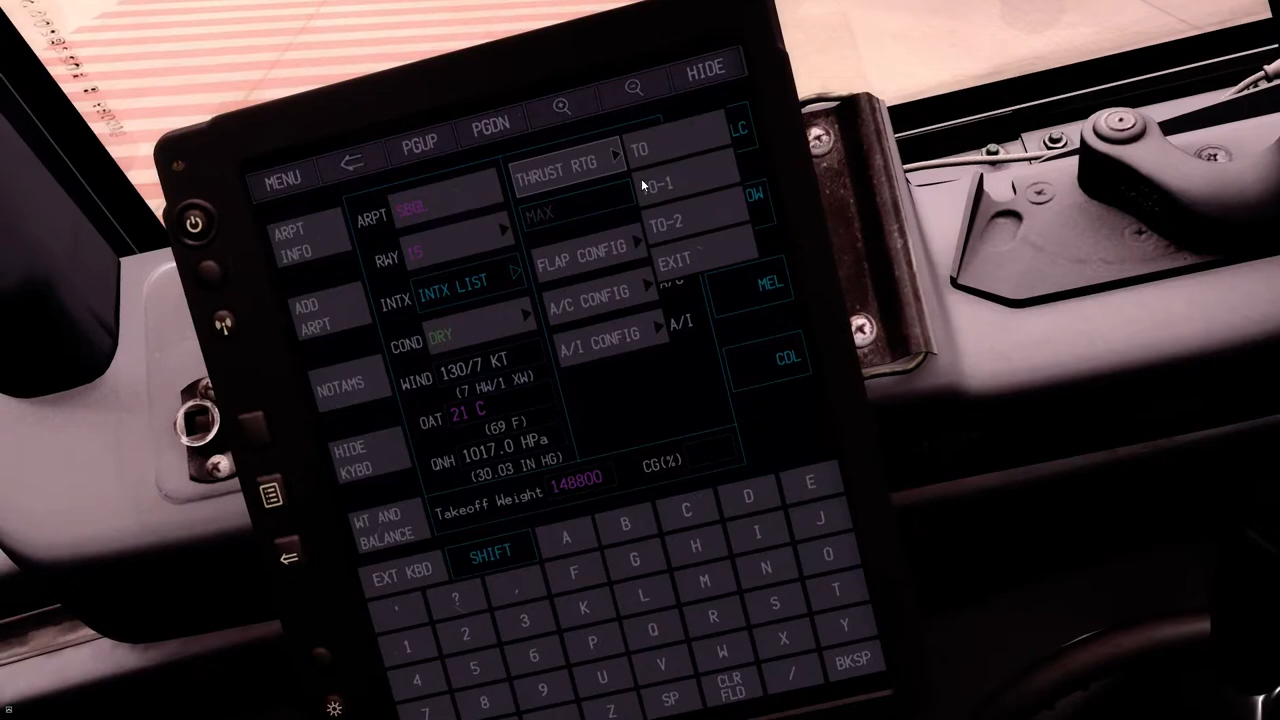 MENU
PGUP
PGDN
HIDE
ARPT INFO
ADD ARPT
NOTAMS
HIDE KYBD
WT AND BALANCE
EXT KBD
ARPT SBGL
RWY 15
INTX INTX LIST
COND DRY
WIND 130/7 KT
(7 HW/1 XW)
OAT 21 C
(69 F)
QNH 1017.0 HPa
(30.03 IN HG)
Takeoff Weight 148800
CG(%)
THRUST RTG
MAX
FLAP CONFIG
A/C CONFIG
A/I CONFIG
TO
TO-2
EXIT
A/I
LC
OW
MEL
CDL
SHIFT A B C D E
' ? , F G H I J
1 2 3 K L M N O
4 5 6 P Q R S T
7 8 9 U V W X Y
Z SP CLR FLD / BKSP